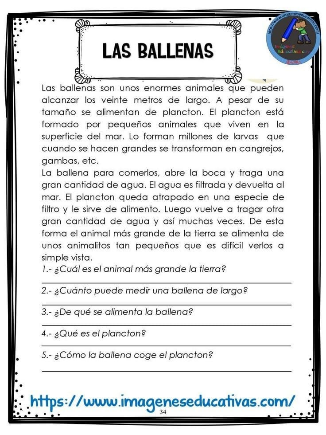 LAS BALLENAS
Las ballenas son unos enormes animales que pueden
alcanzar los veinte metros de largo. A pesar de su
tamaño se alimentan de plancton. El plancton está
formado por pequeños animales que viven en la
superficie del mar. Lo forman millones de larvas que
cuando se hacen grandes se transforman en cangrejos,
gambas, etc.
La ballena para comerlos, abre la boca y traga una
gran cantidad de agua. El agua es filtrada y devuelta al
mar. El plancton queda atrapado en una especie de
filtro y le sirve de alimento. Luego vuelve a tragar otra
gran cantidad de agua y así muchas veces. De esta
forma el animal más grande de la tierra se alimenta de
unos animalitos tan pequeños que es difícil verlos a
simple vista.
1.- ¿Cuál es el animal más grande la tierra?
2.- ¿Cuánto puede medir una ballena de largo?
3.- ¿De qué se alimenta la ballena?
4.- ¿Qué es el plancton?
5.- ¿Cómo la ballena coge el plancton?
https://www.imageneseducativas.com/
34